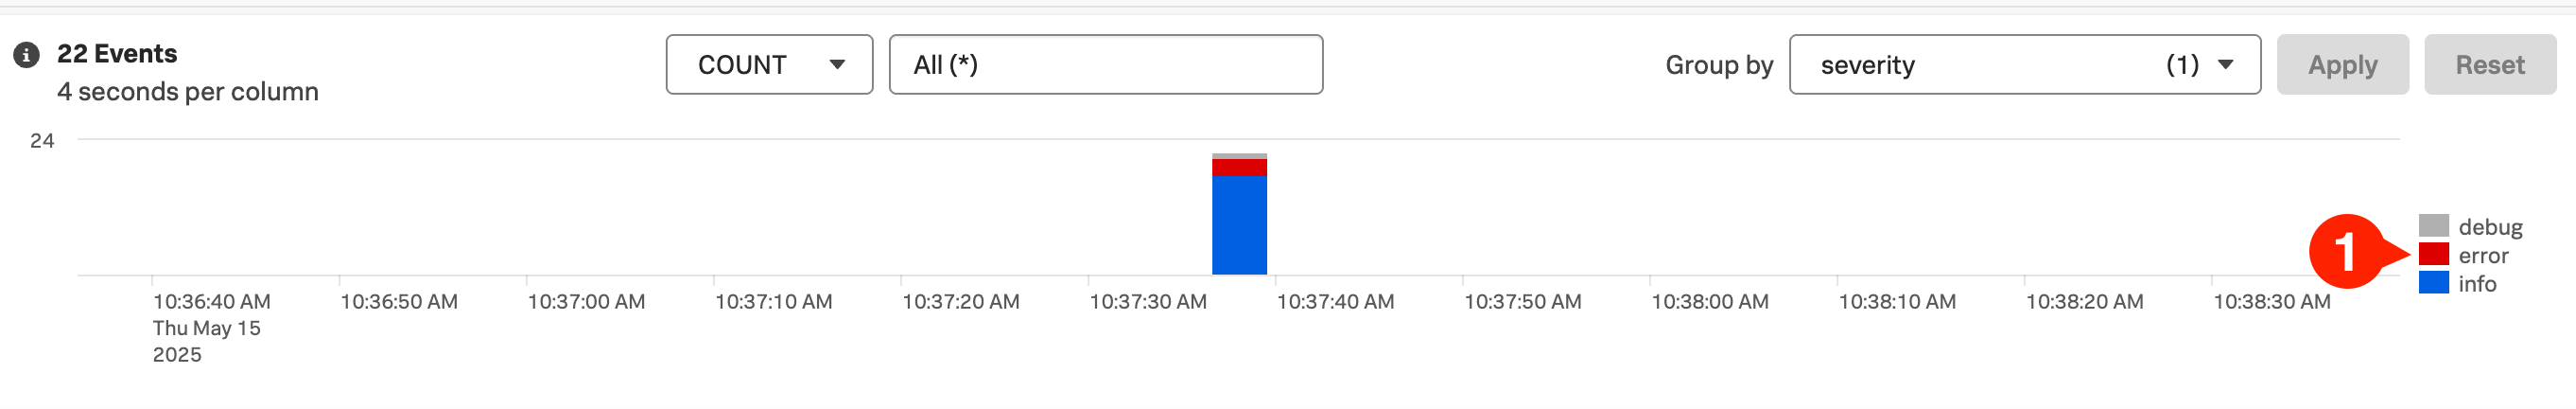 22 Events
4 seconds per column
COUNT
All (*)
Group by
severity (1)
Apply
Reset
24
debug
error
info
1
10:36:40 AM 10:36:50 AM 10:37:00 AM 10:37:10 AM 10:37:20 AM 10:37:30 AM 10:37:40 AM 10:37:50 AM 10:38:00 AM 10:38:10 AM 10:38:20 AM 10:38:30 AM
Thu May 15
2025